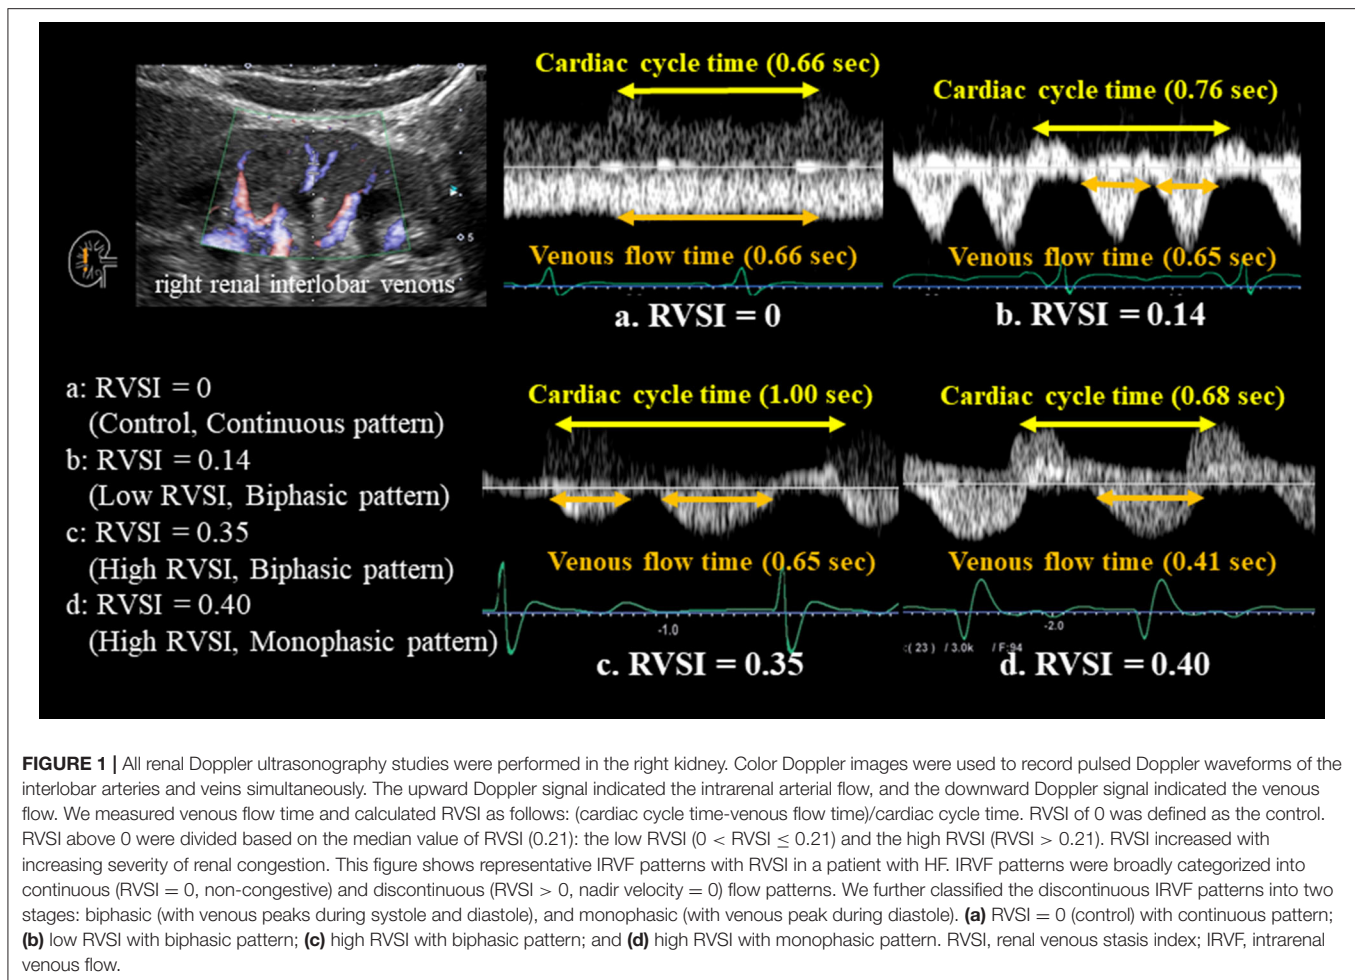 Cardiac cycle time (0.66 sec)
Cardiac cycle time (0.76 sec)
5
right renal interlobar venous
Venous flow time (0.66 sec)
Venous flow time (0.65 sec)
a. RVSI = 0
b. RVSI = 0.14
a: RVSI = 0
(Control, Continuous pattern)
b: RVSI = 0.14
(Low RVSI, Biphasic pattern)
c: RVSI = 0.35
(High RVSI, Biphasic pattern)
d: RVSI = 0.40
(High RVSI, Monophasic pattern)
Cardiac cycle time (1.00 sec)
Cardiac cycle time (0.68 sec)
Venous flow time (0.65 sec)
Venous flow time (0.41 sec)
-1.0
-2.0
:( 23 ) / 3.0k / F:94
c. RVSI = 0.35
d. RVSI = 0.40
FIGURE 1 | All renal Doppler ultrasonography studies were performed in the right kidney. Color Doppler images were used to record pulsed Doppler waveforms of the
interlobar arteries and veins simultaneously. The upward Doppler signal indicated the intrarenal arterial flow, and the downward Doppler signal indicated the venous
flow. We measured venous flow time and calculated RVSI as follows: (cardiac cycle time-venous flow time)/cardiac cycle time. RVSI of 0 was defined as the control.
RVSI above 0 were divided based on the median value of RVSI (0.21): the low RVSI (0 < RVSI ≤ 0.21) and the high RVSI (RVSI > 0.21). RVSI increased with
increasing severity of renal congestion. This figure shows representative IRVF patterns with RVSI in a patient with HF. IRVF patterns were broadly categorized into
continuous (RVSI = 0, non-congestive) and discontinuous (RVSI > 0, nadir velocity = 0) flow patterns. We further classified the discontinuous IRVF patterns into two
stages: biphasic (with venous peaks during systole and diastole), and monophasic (with venous peak during diastole). (a) RVSI = 0 (control) with continuous pattern;
(b) low RVSI with biphasic pattern; (c) high RVSI with biphasic pattern; and (d) high RVSI with monophasic pattern. RVSI, renal venous stasis index; IRVF, intrarenal
venous flow.